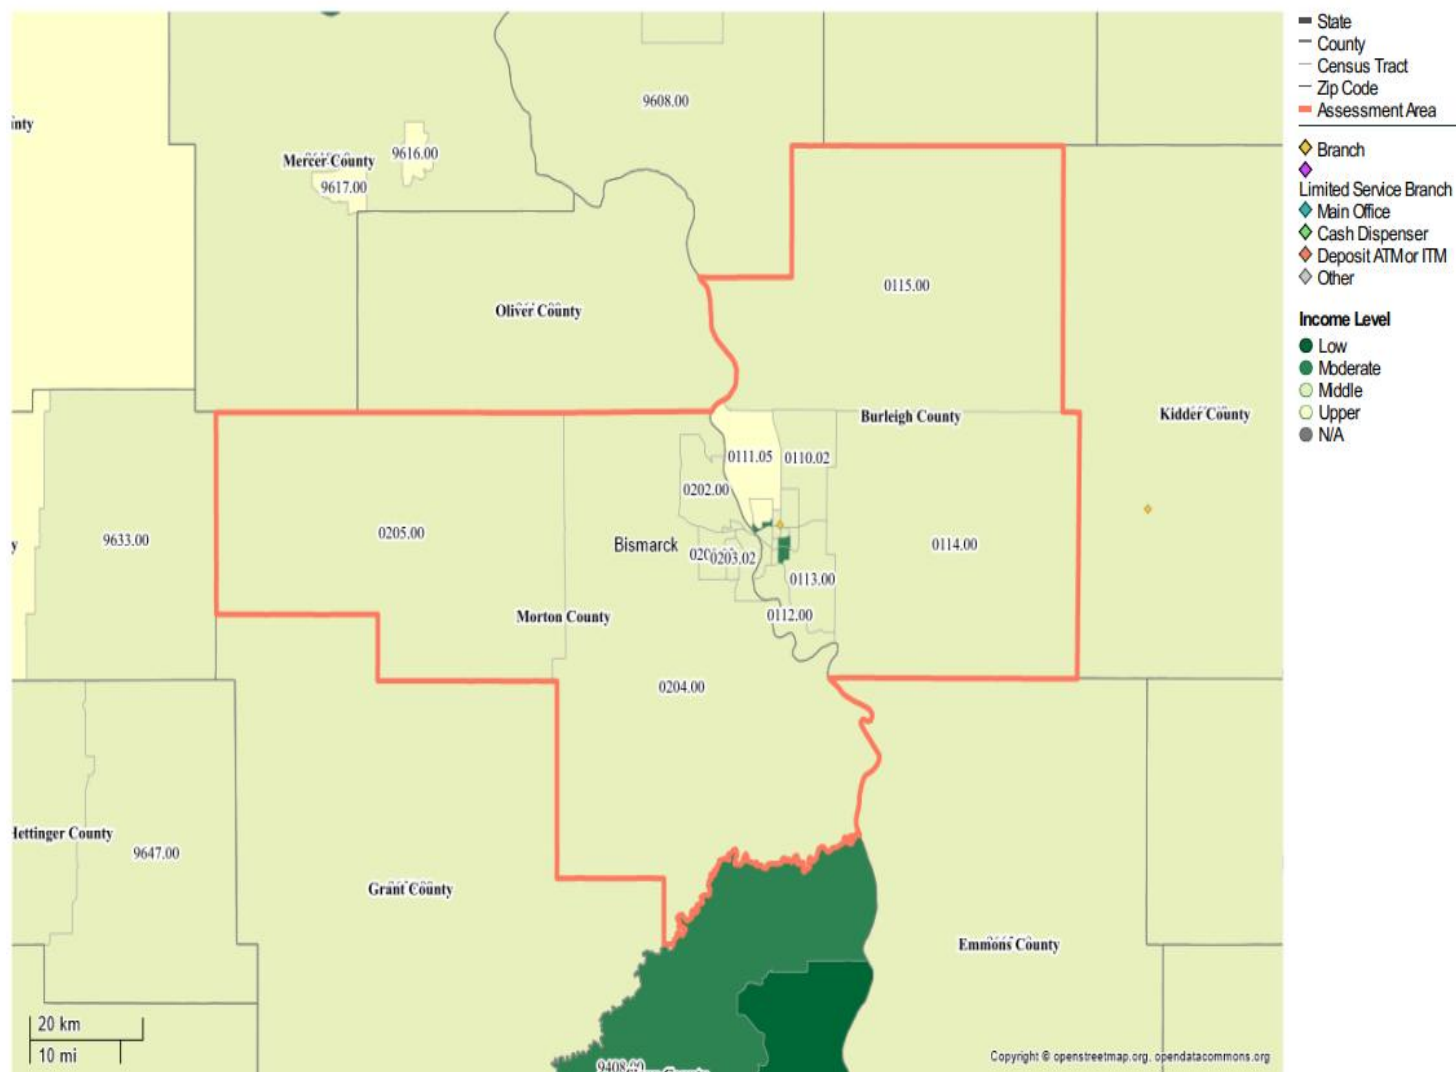 State
County
Census Tract
Zip Code
Assessment Area
Branch
Limited Service Branch
Main Office
Cash Dispenser
Deposit ATM or ITM
Other
Income Level
Low
Moderate
Middle
Upper
N/A
9608.00
Mercer County
9616.00
9617.00
0115.00
Oliver County
Burleigh County
Kidder County
0111.05
0110.02
0202.00
0205.00
9633.00
Bismarck
0203.02
0114.00
0113.00
0112.00
Morton County
0204.00
Hettinger County
9647.00
Grant County
Emmons County
20 km
10 mi
9408.00
Copyright © openstreetmap.org, opendatacommons.org